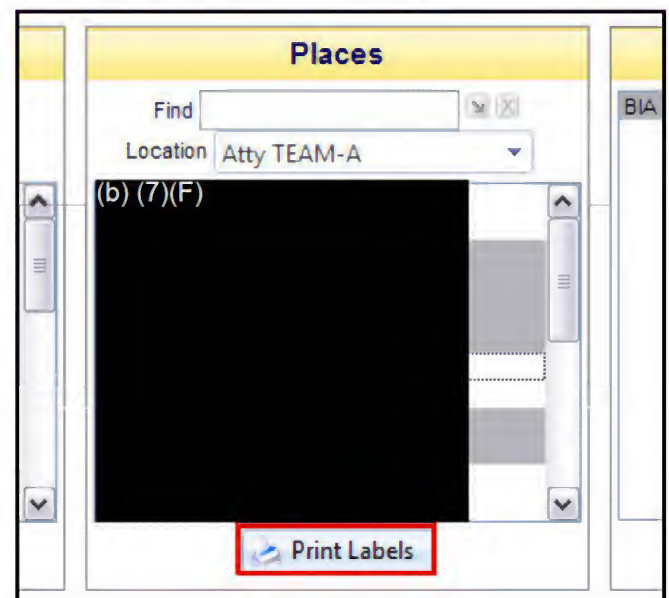 Places
Find
BIA
Location Atty TEAM-A
(b) (7)(F)
Print Labels